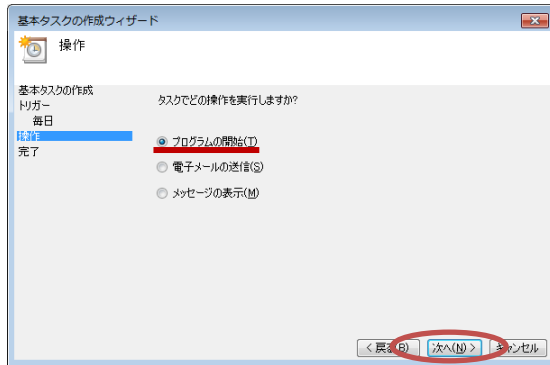 基本タスクの作成ウィザード
操作
基本タスクの作成
トリガー
毎日
操作
完了
タスクでどの操作を実行しますか?
プログラムの開始(T)
電子メールの送信(S)
メッセージの表示(M)
< 戻る(B) 次へ(N) > キャンセル